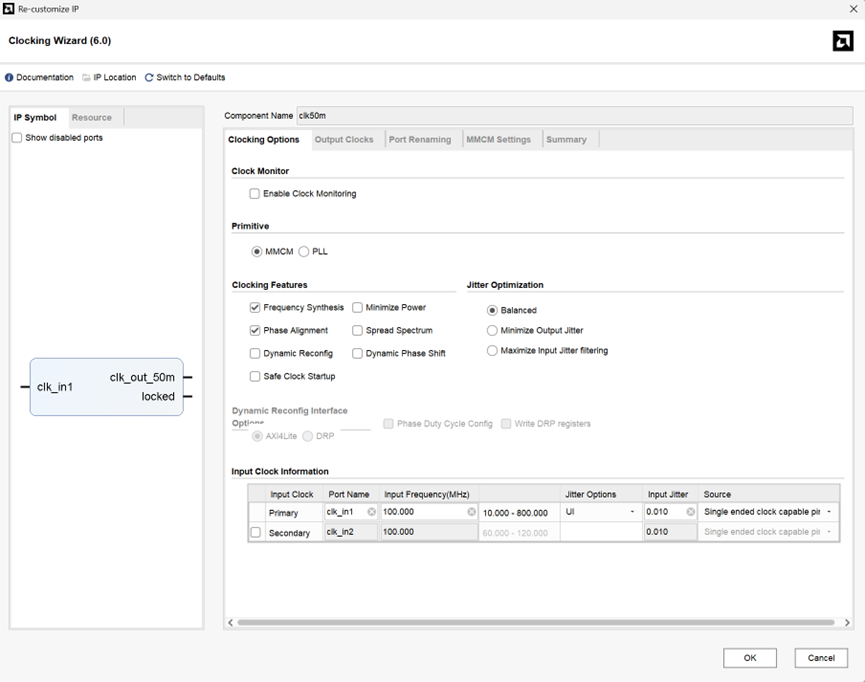 Re-customize IP
Clocking Wizard (6.0)
Documentation IP Location Switch to Defaults
IP Symbol Resource
Show disabled ports
clk_in1
clk_out_50m
locked
Component Name clk50m
Clocking Options Output Clocks Port Renaming MMCM Settings Summary
Clock Monitor
Enable Clock Monitoring
Primitive
MMCM PLL
Clocking Features
Frequency Synthesis Minimize Power
Phase Alignment Spread Spectrum
Dynamic Reconfig Dynamic Phase Shift
Safe Clock Startup
Jitter Optimization
Balanced
Minimize Output Jitter
Maximize Input Jitter filtering
Dynamic Reconfig Interface
Options
Phase Duty Cycle Config Write DRP registers
AXI4Lite DRP
Input Clock Information
Input Clock Port Name Input Frequency(MHz) Jitter Options Input Jitter Source
Primary clk_in1 100.000 10.000 - 800.000 UI 0.010 Single ended clock capable pin
Secondary clk_in2 100.000 60.000 - 120.000 0.010 Single ended clock capable pin
OK Cancel